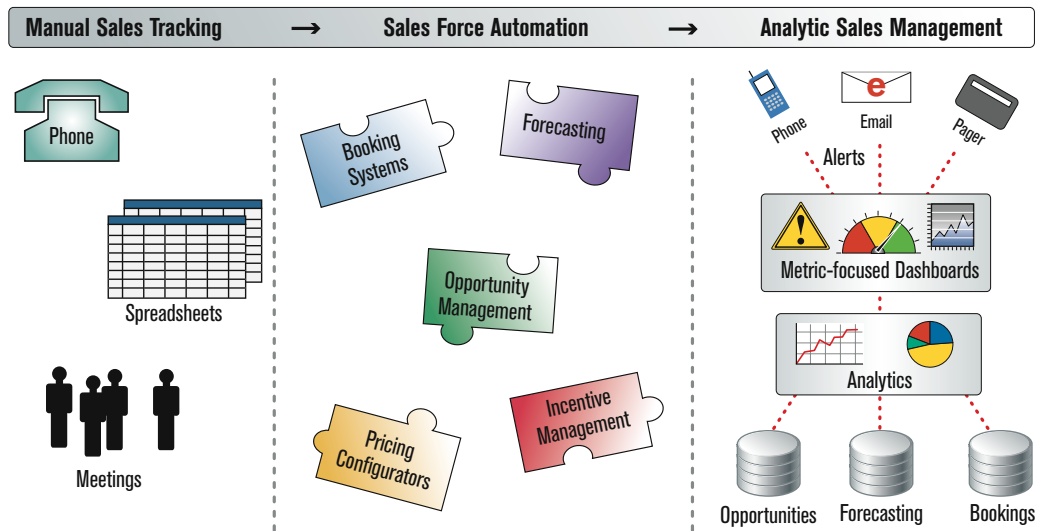 Manual Sales Tracking → Sales Force Automation → Analytic Sales Management
Phone
Spreadsheets
Meetings
Booking
Systems
Forecasting
Opportunity
Management
Pricing
Configurators
Incentive
Management
Phone
e
Email
Pager
Alerts
!
Metric-focused Dashboards
Analytics
Opportunities
Forecasting
Bookings